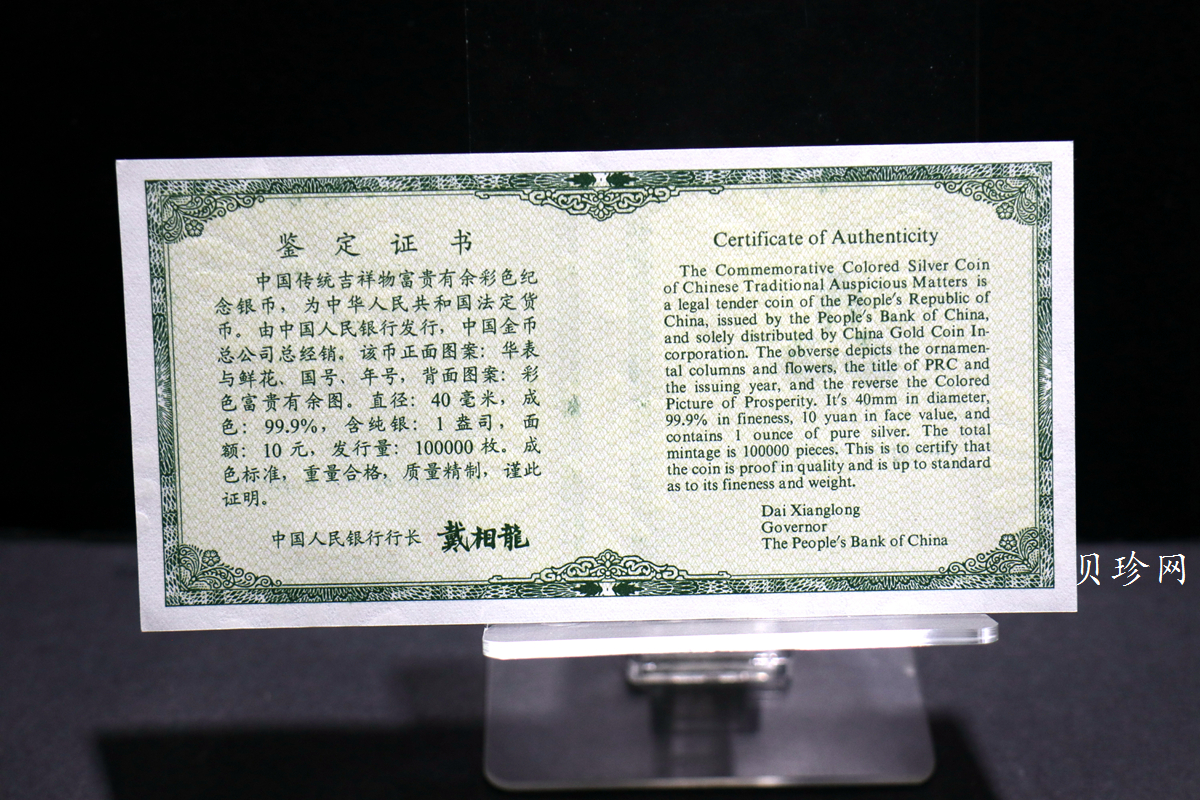 鉴定证书
中国传统吉祥物富贵有余彩色纪
念银币，为中华人民共和国法定货
币。由中国人民银行发行，中国金币
总公司总经销。该币正面图案：华表
与鲜花、国号、年号，背面图案：彩
色富贵有余图。直径：40毫米，成
色：99.9%，含纯银：1盎司，面
额：10元，发行量：100000枚。成
色标准，重量合格，质量精制，谨此
证明。
中国人民银行行长 戴相龍
Certificate of Authenticity
The Commemorative Colored Silver Coin
of Chinese Traditional Auspicious Matters is
a legal tender coin of the People's Republic of
China, issued by the People's Bank of China,
and solely distributed by China Gold Coin In-
corporation. The obverse depicts the ornamen-
tal columns and flowers, the title of PRC and
the issuing year, and the reverse the Colored
Picture of Prosperity. It's 40mm in diameter,
99.9% in fineness, 10 yuan in face value, and
contains 1 ounce of pure silver. The total
mintage is 100000 pieces. This is to certify that
the coin is proof in quality and is up to standard
as to its fineness and weight.
Dai Xianglong
Governor
The People's Bank of China
贝珍网